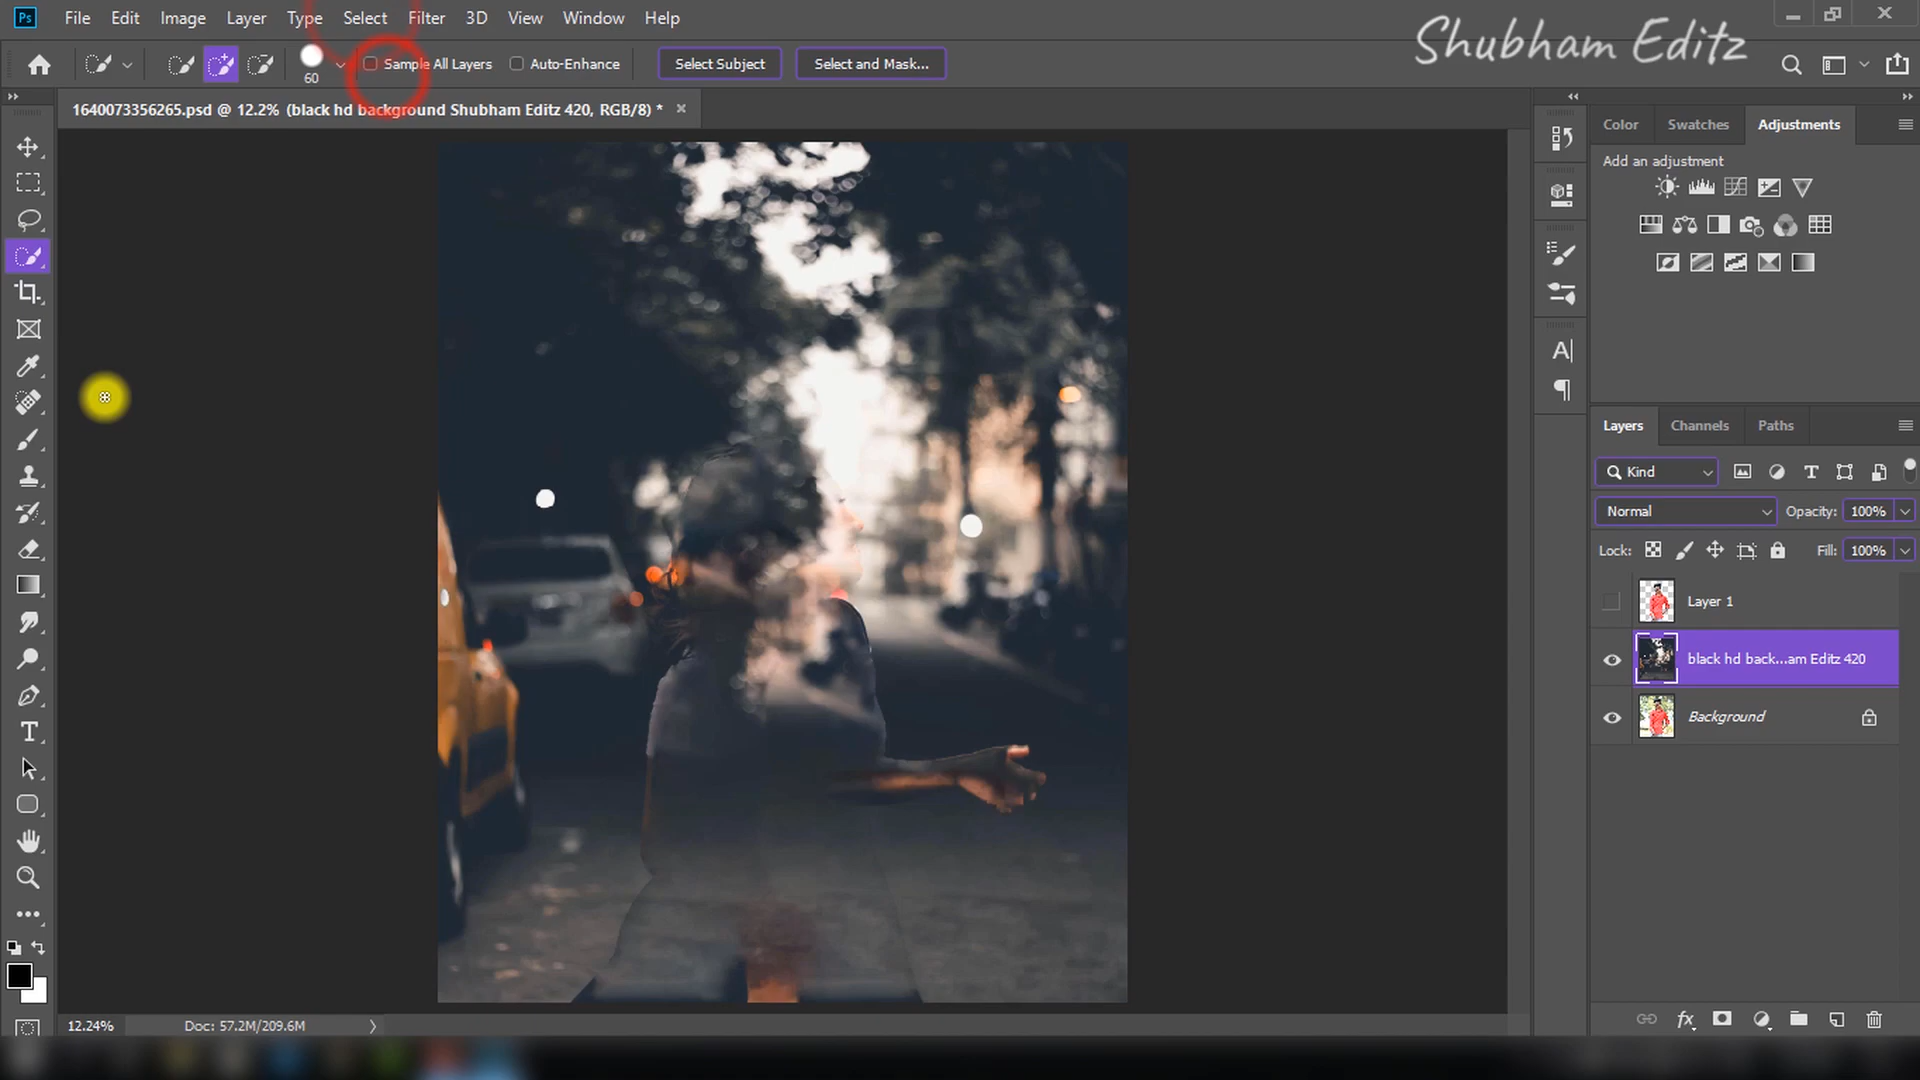 Ps File Edit Image Layer Type Select Filter 3D View Window Help
Shubham Editz
60 Sample All Layers Auto-Enhance Select Subject Select and Mask...
1640073356265.psd @ 12.2% (black hd background Shubham Editz 420, RGB/8) *
Color Swatches Adjustments
Add an adjustment
Layers Channels Paths
Kind
Normal Opacity: 100%
Lock: Fill: 100%
Layer 1
black hd back...am Editz 420
Background
12.24% Doc: 57.2M/209.6M